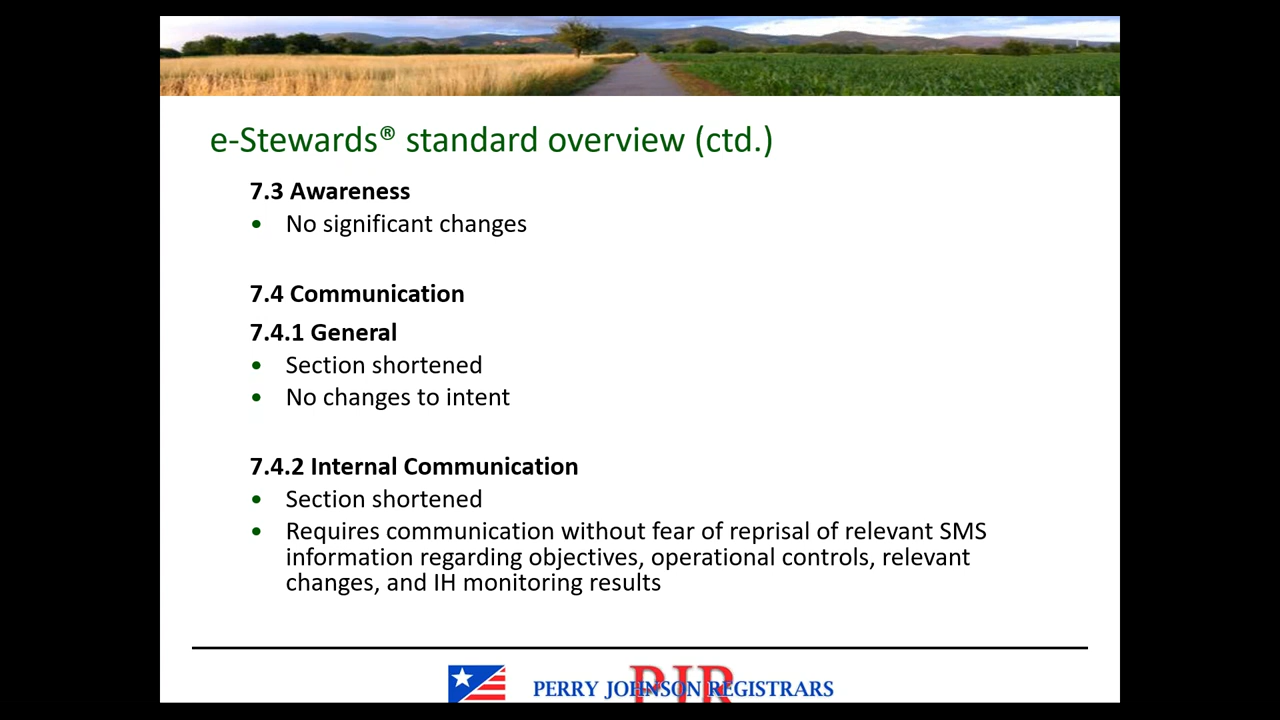 e-Stewards® standard overview (ctd.)
7.3 Awareness
• No significant changes
7.4 Communication
7.4.1 General
• Section shortened
• No changes to intent
7.4.2 Internal Communication
• Section shortened
• Requires communication without fear of reprisal of relevant SMS
information regarding objectives, operational controls, relevant
changes, and IH monitoring results
PJR
PERRY JOHNSON REGISTRARS